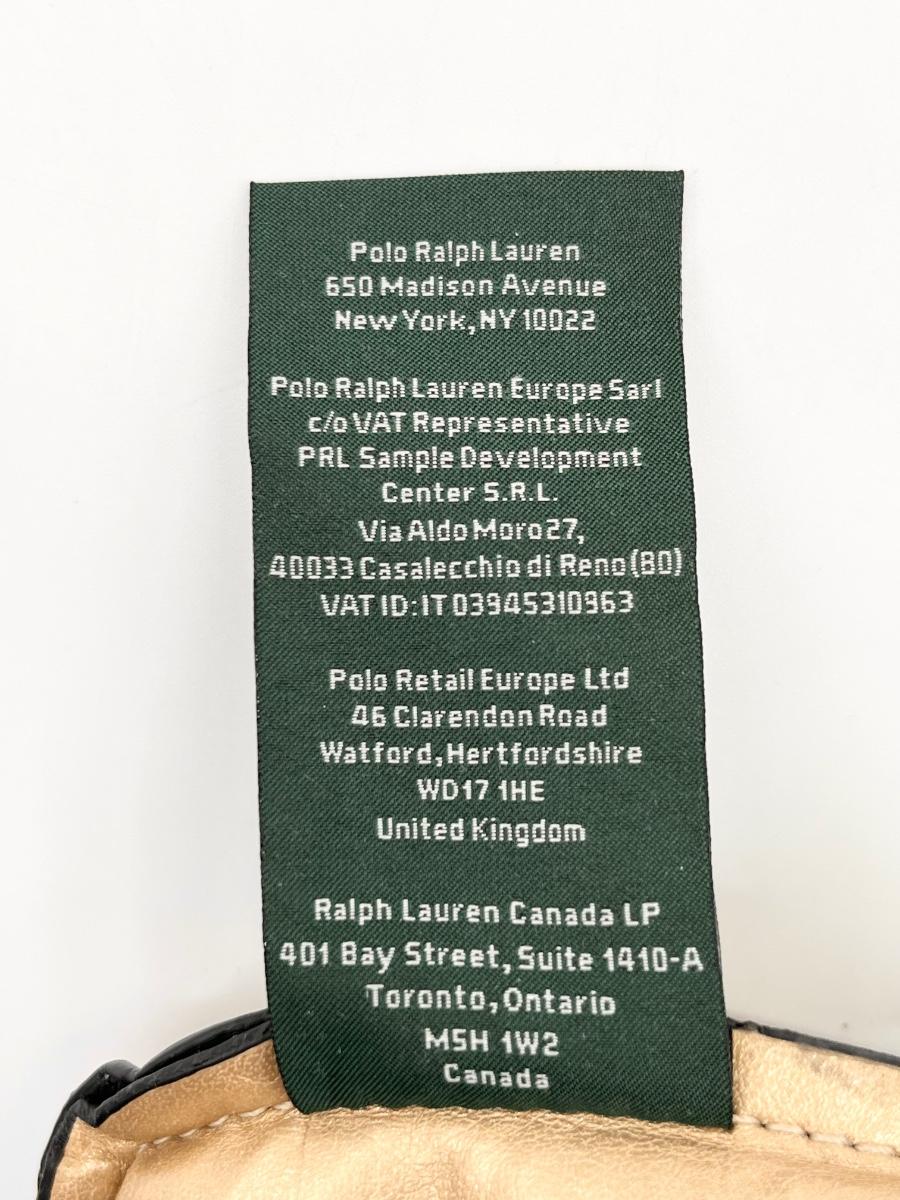 Polo Ralph Lauren
650 Madison Avenue
New York, NY 10022
Polo Ralph Lauren Europe Sarl
c/o VAT Representative
PRL Sample Development
Center S.R.L.
Via Aldo Moro 27,
40033 Casalecchio di Reno (BO)
VAT ID: IT 03945310963
Polo Retail Europe Ltd
46 Clarendon Road
Watford, Hertfordshire
WD17 1HE
United Kingdom
Ralph Lauren Canada LP
401 Bay Street, Suite 1410-A
Toronto, Ontario
M5H 1W2
Canada